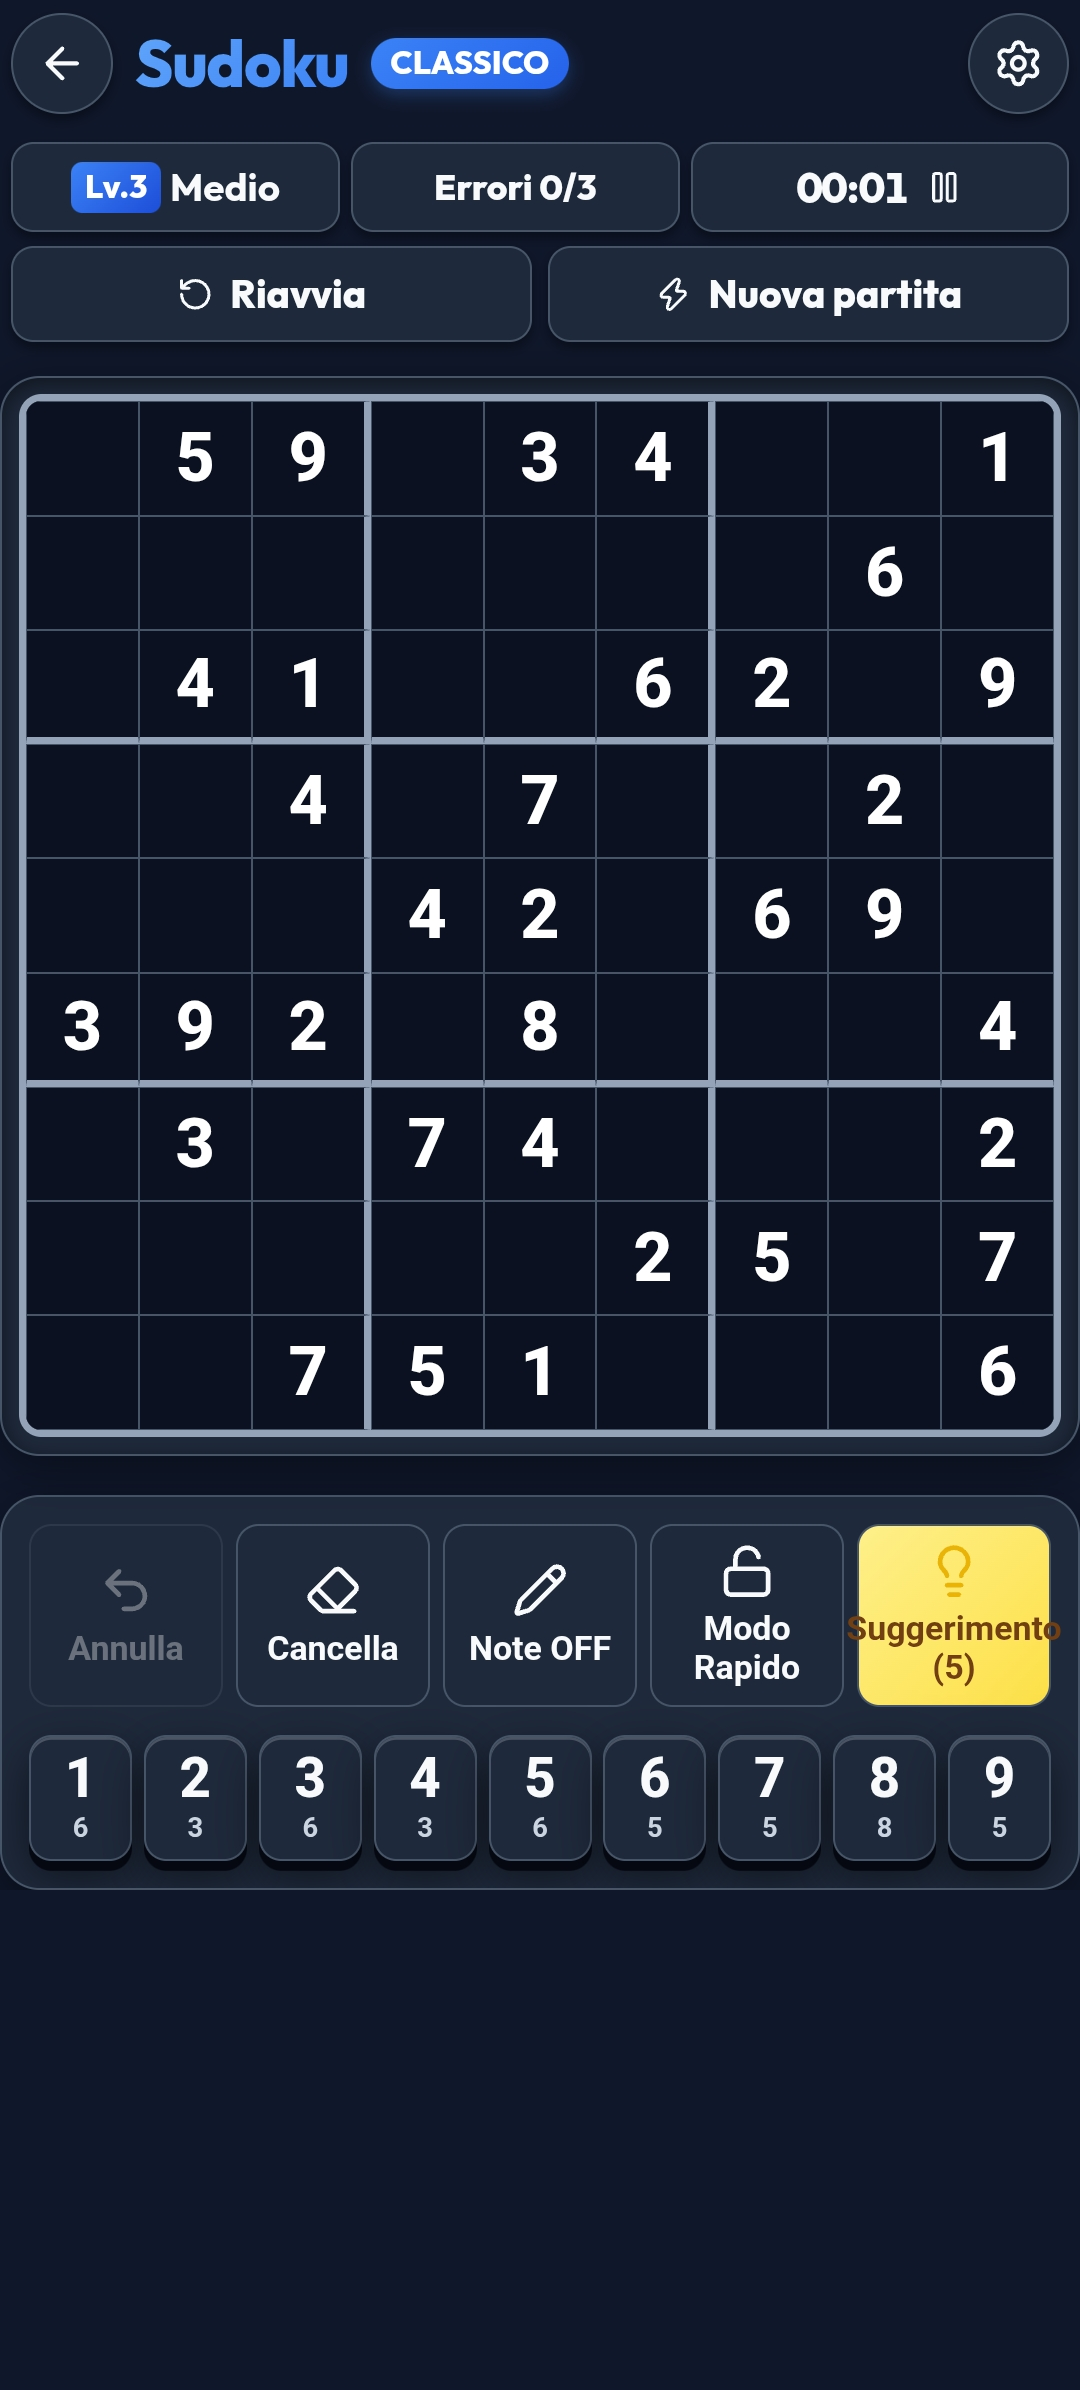 Sudoku CLASSICO
Lv.3 Medio Errori 0/3 00:01
Riavvia Nuova partita
5 9 3 4 1
6
4 1 6 2 9
4 7 2
4 2 6 9
3 9 2 8 4
3 7 4 2
2 5 7
7 5 1 6
Annulla Cancella Note OFF Modo Rapido Suggerimento (5)
1 2 3 4 5 6 7 8 9
6 3 6 3 6 5 5 8 5